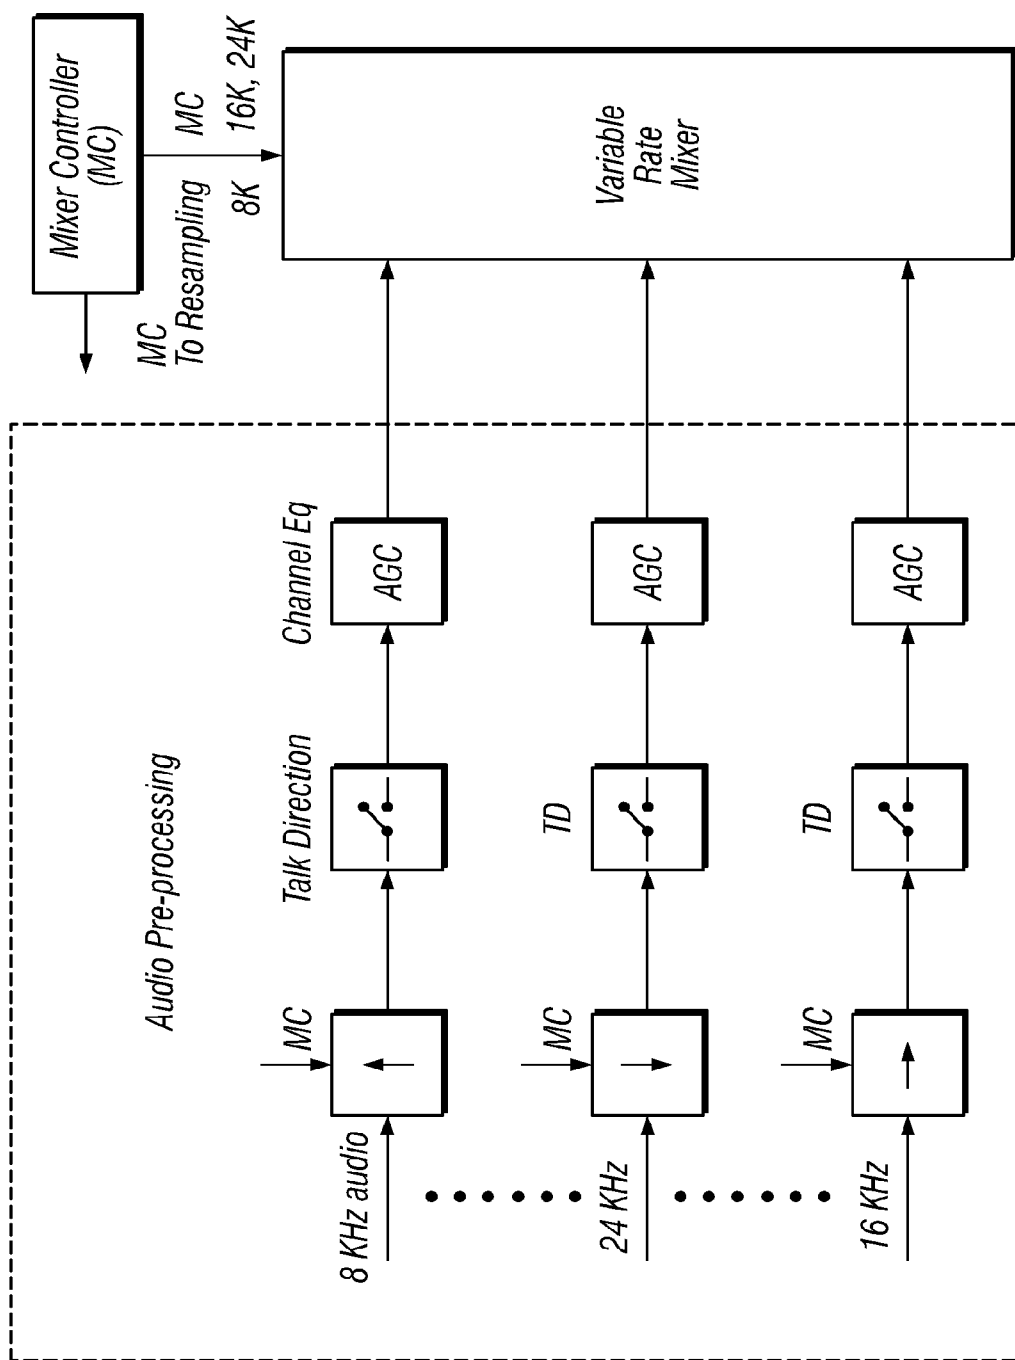 Mixer Controller
(MC)
MC
To Resampling
MC
8K
16K, 24K
Variable
Rate
Mixer
Audio Pre-processing
8 KHz audio
MC
Talk Direction
Channel Eq
AGC
24 KHz
MC
TD
AGC
16 KHz
MC
TD
AGC